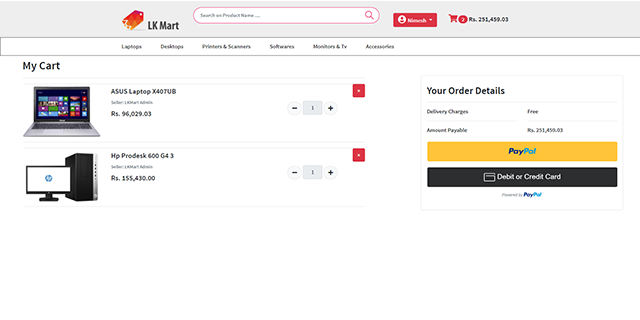 LK Mart
Search on Product Name ....
Nimesh
2 Rs. 251,459.03
Laptops Desktops Printers & Scanners Softwares Monitors & Tv Accessories
My Cart
ASUS Laptop X407UB
Seller: LKMart Admin
Rs. 96,029.03
1
Hp Prodesk 600 G4 3
Seller: LKMart Admin
Rs. 155,430.00
1
Your Order Details
Delivery Charges Free
Amount Payable Rs. 251,459.03
PayPal
Debit or Credit Card
Powered by PayPal